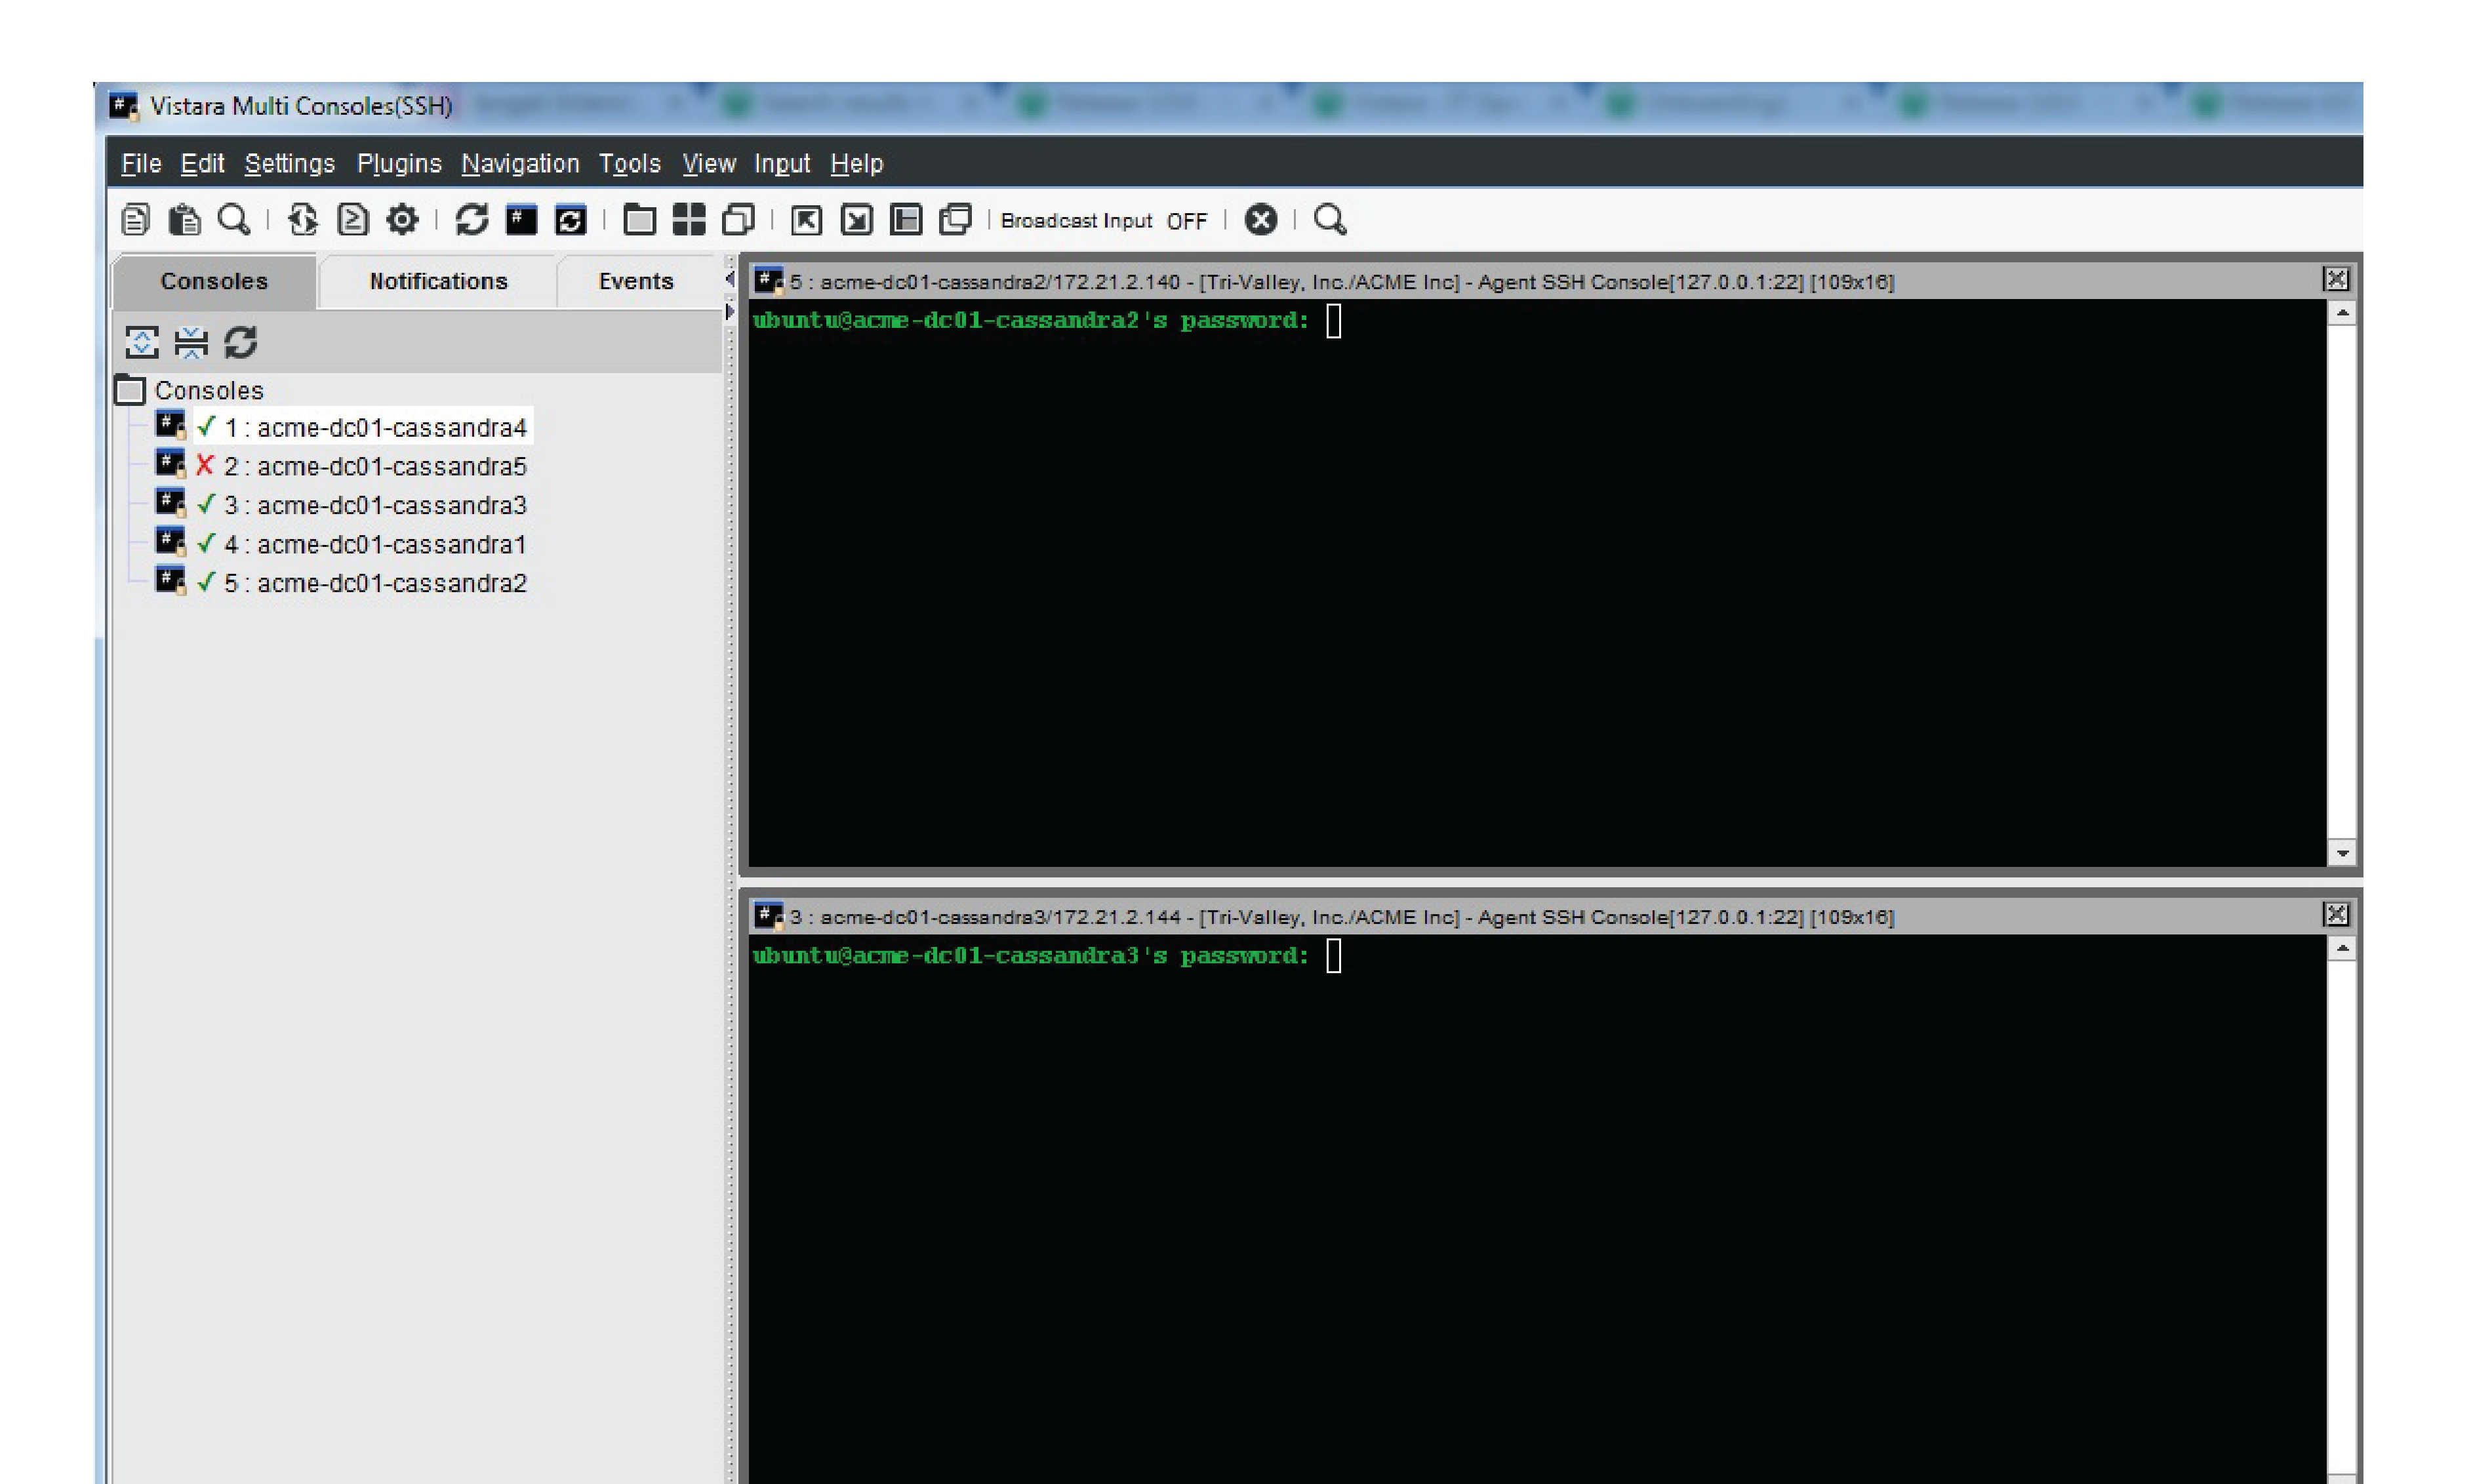 Vistara Multi Consoles(SSH)
File Edit Settings Plugins Navigation Tools View Input Help
Broadcast Input OFF
Consoles Notifications Events
Consoles
1 : acme-dc01-cassandra4
2 : acme-dc01-cassandra5
3 : acme-dc01-cassandra3
4 : acme-dc01-cassandra1
5 : acme-dc01-cassandra2
5 : acme-dc01-cassandra2/172.21.2.140 - [Tri-Valley, Inc./ACME Inc] - Agent SSH Console[127.0.0.1:22] [109x16]
ubuntu@acme-dc01-cassandra2's password:
3 : acme-dc01-cassandra3/172.21.2.144 - [Tri-Valley, Inc./ACME Inc] - Agent SSH Console[127.0.0.1:22] [109x16]
ubuntu@acme-dc01-cassandra3's password: